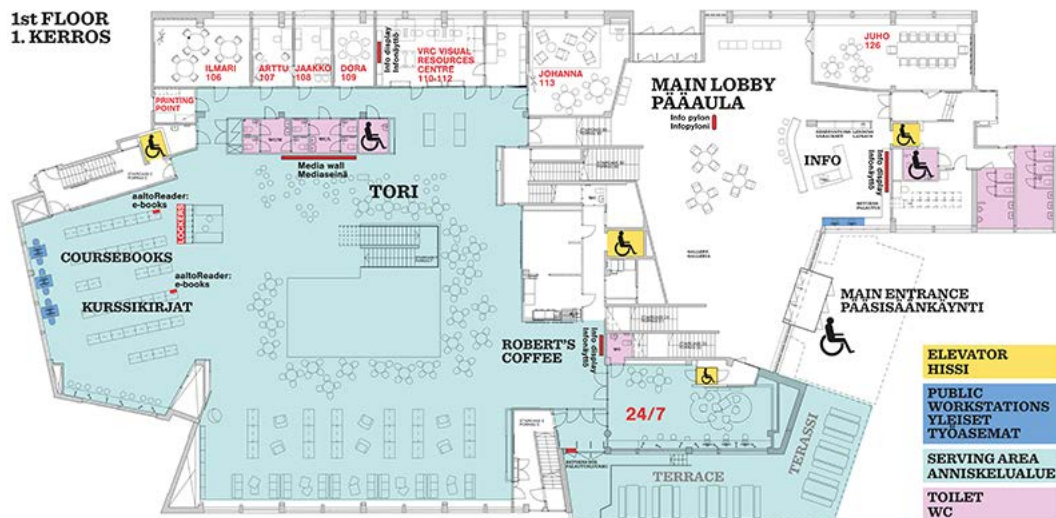 1st FLOOR
1. KERROS
ILMARI
106
ARTTU
107
JAAKKO
108
DORA
109
Info display
Infonäyttö
VRC VISUAL
RESOURCES
CENTRE
110-112
JOHANNA
113
MAIN LOBBY
PÄÄAULA
Info pylon
Infopyloni
JUHO
126
PRINTING
POINT
Media wall
Mediaseinä
TORI
INFO
Info display
Infonäyttö
aaltoReader:
e-books
LOCKERS
COURSEBOOKS
aaltoReader:
e-books
KURSSIKIRJAT
MAIN ENTRANCE
PÄÄSISÄÄNKÄYNTI
ROBERT'S
COFFEE
Info display
Infonäyttö
24/7
TERRACE
TERASSI
ELEVATOR
HISSI
PUBLIC
WORKSTATIONS
YLEISET
TYÖASEMAT
SERVING AREA
ANNISKELUALUE
TOILET
WC